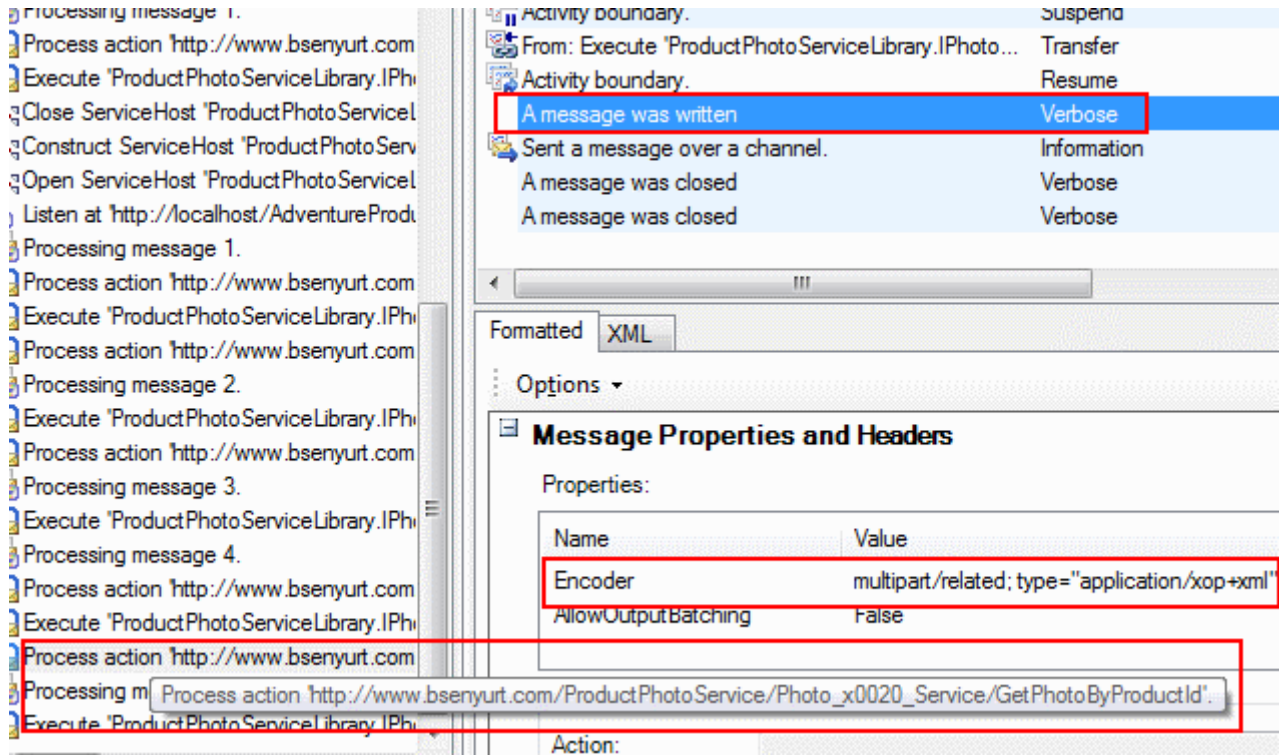 Processing message 1.
Process action 'http://www.bsenyurt.com
Execute 'ProductPhotoServiceLibrary.IPh
Close ServiceHost 'ProductPhotoServiceL
Construct ServiceHost 'ProductPhotoServ
Open ServiceHost 'ProductPhotoServiceL
Listen at 'http://localhost/AdventureProdu
Processing message 1.
Process action 'http://www.bsenyurt.com
Execute 'ProductPhotoServiceLibrary.IPh
Process action 'http://www.bsenyurt.com
Processing message 2.
Execute 'ProductPhotoServiceLibrary.IPh
Process action 'http://www.bsenyurt.com
Processing message 3.
Execute 'ProductPhotoServiceLibrary.IPh
Processing message 4.
Process action 'http://www.bsenyurt.com
Execute 'ProductPhotoServiceLibrary.IPh
Process action 'http://www.bsenyurt.com
Processing m
Process action 'http://www.bsenyurt.com/ProductPhotoService/Photo_x0020_Service/GetPhotoByProductId'.
Execute 'ProductPhotoServiceLibrary.IPh
Activity boundary. Suspend
From: Execute 'ProductPhotoServiceLibrary.IPhoto... Transfer
Activity boundary. Resume
A message was written Verbose
Sent a message over a channel. Information
A message was closed Verbose
A message was closed Verbose
Formatted XML
Options
Message Properties and Headers
Properties:
Name Value
Encoder multipart/related; type="application/xop+xml"
AllowOutputBatching False
Action: